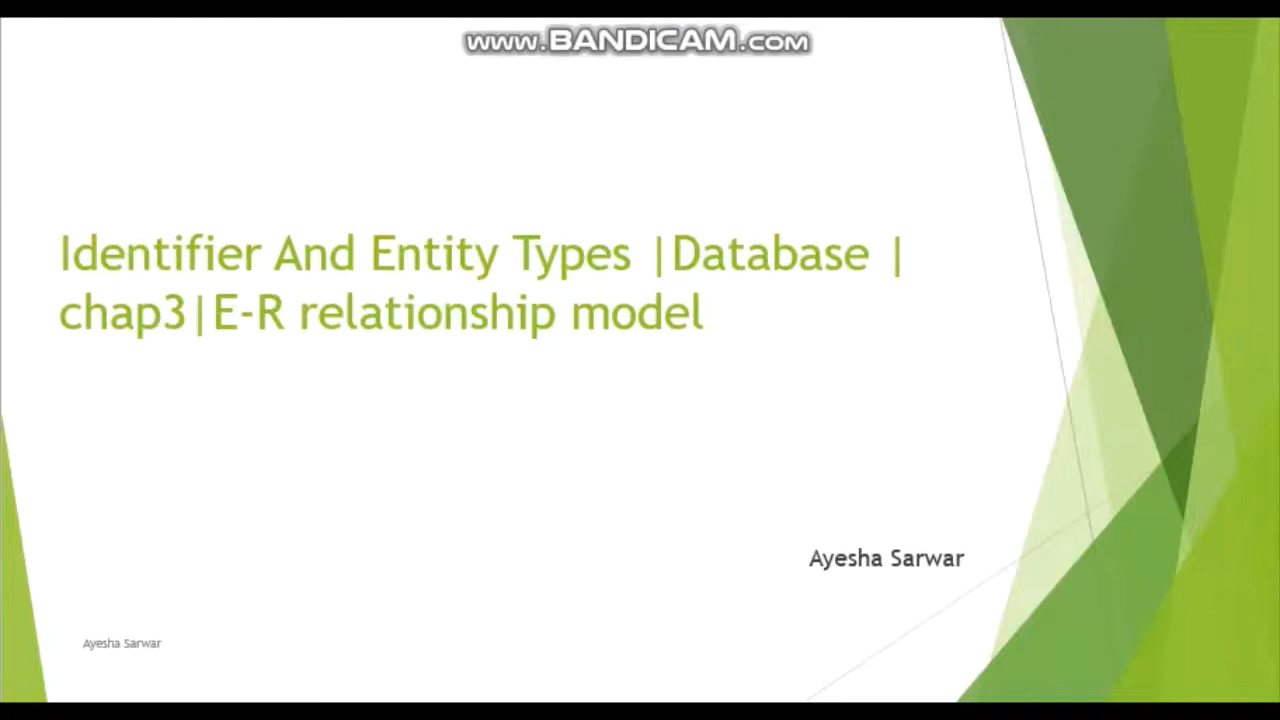 www.BANDICAM.com
Identifier And Entity Types |Database |
chap3|E-R relationship model
Ayesha Sarwar
Ayesha Sarwar